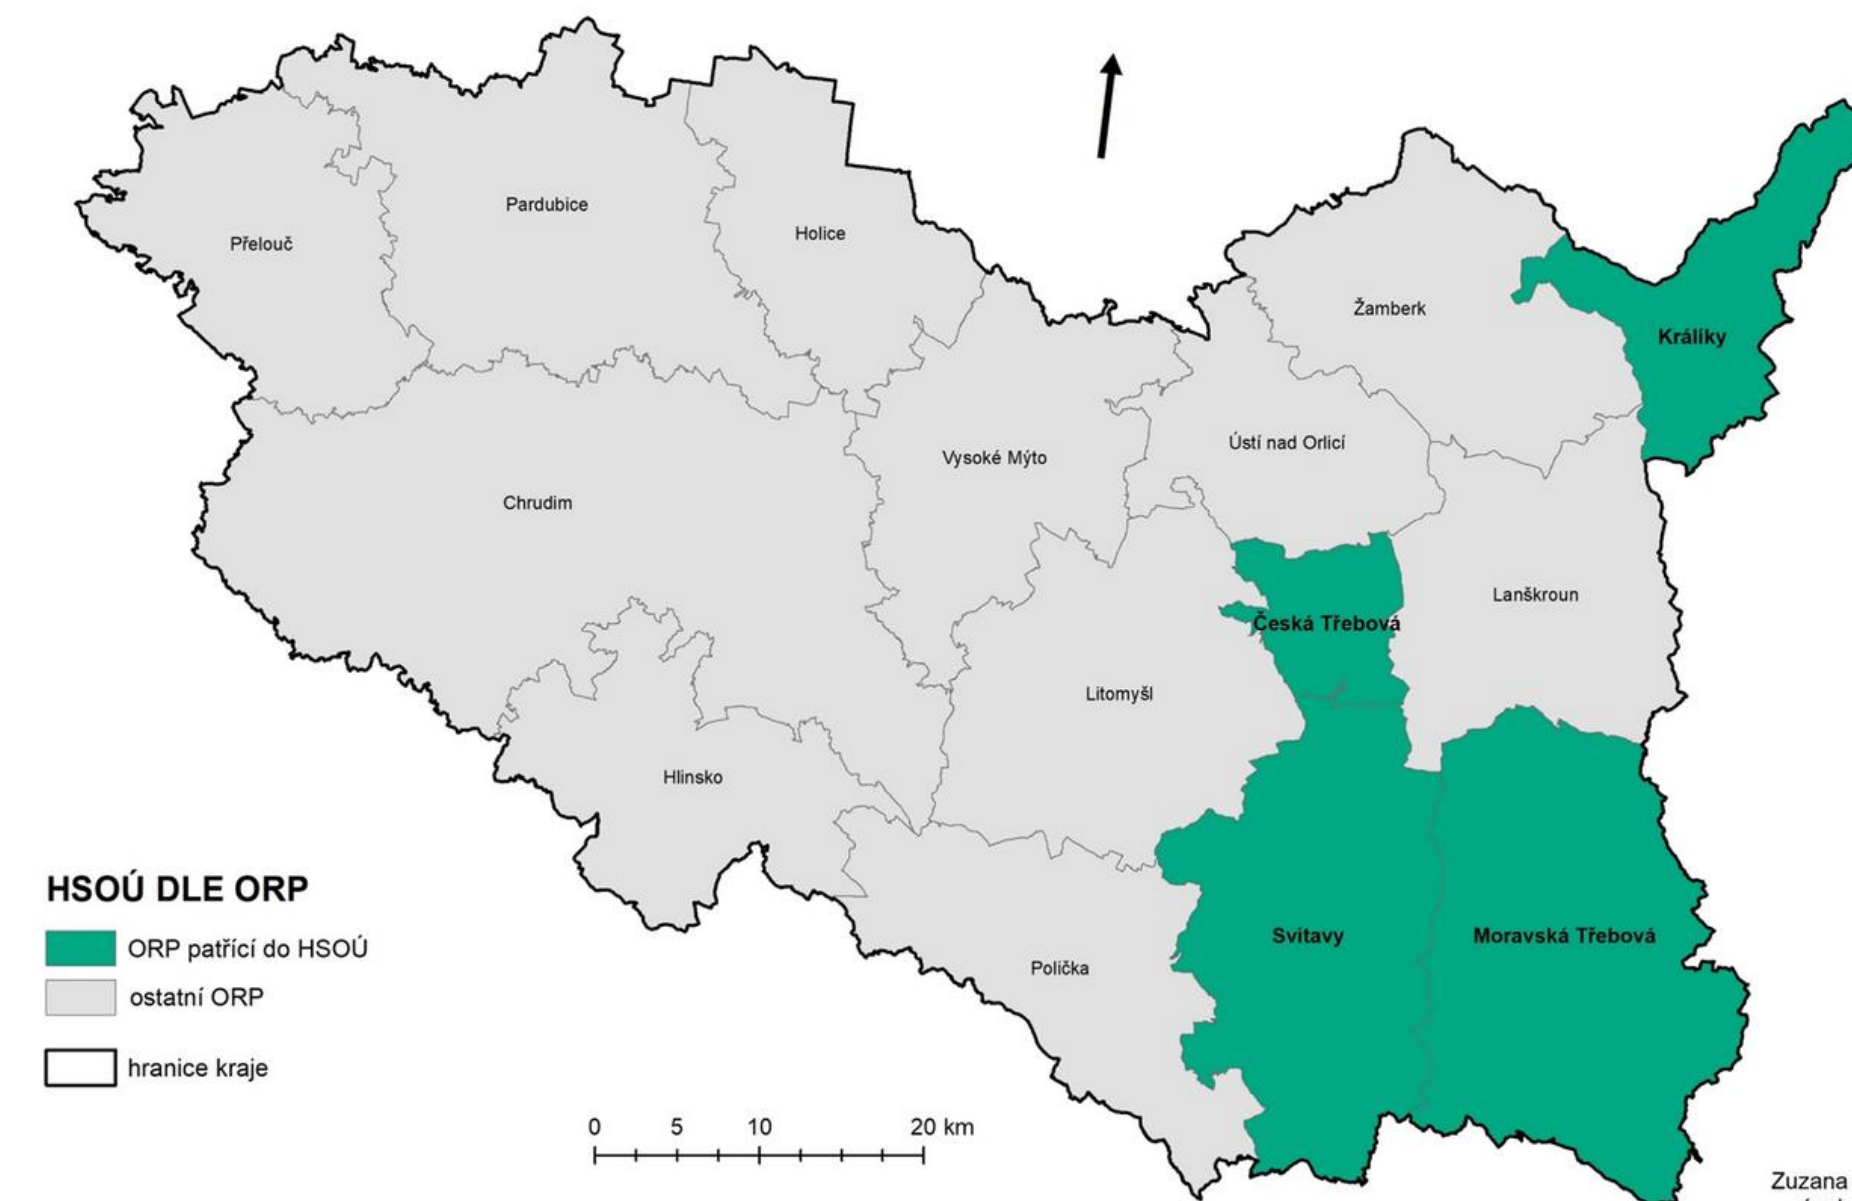 Pardubice
Holice
Přelouč
Žamberk
Králíky
Ústí nad Orlicí
Vysoké Mýto
Chrudim
Lanškroun
Česká Třebová
Litomyšl
Hlinsko
HSOÚ DLE ORP
ORP patřící do HSOÚ
ostatní ORP
hranice kraje
Svitavy
Moravská Třebová
Polička
0 5 10 20 km
Zuzana